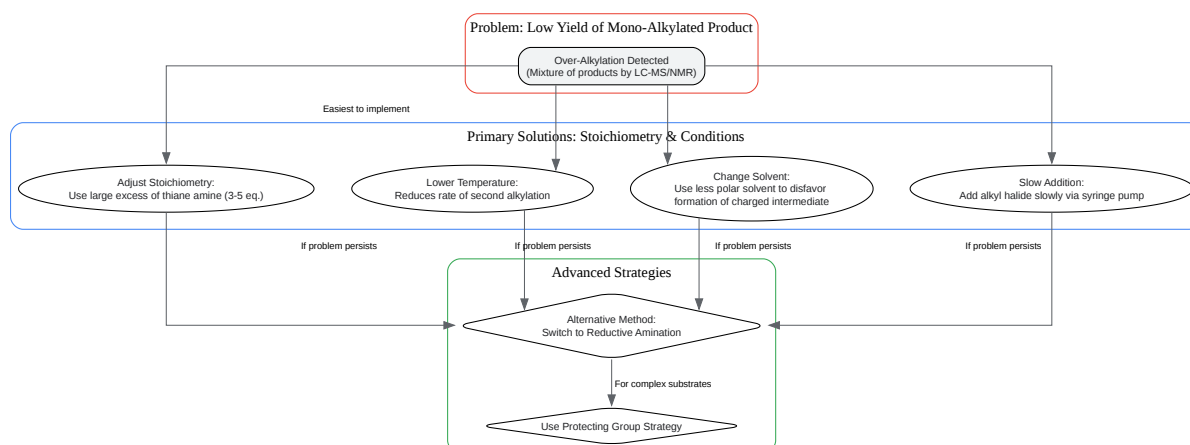 Problem: Low Yield of Mono-Alkylated Product
Over-Alkylation Detected
(Mixture of products by LC-MS/NMR)
Easiest to implement
Primary Solutions: Stoichiometry & Conditions
Adjust Stoichiometry:
Use large excess of thiane amine (3-5 eq.)
Lower Temperature:
Reduces rate of second alkylation
Change Solvent:
Use less polar solvent to disfavor
formation of charged intermediate
Slow Addition:
Add alkyl halide slowly via syringe pump
If problem persists
If problem persists
If problem persists
If problem persists
Advanced Strategies
Alternative Method:
Switch to Reductive Amination
For complex substrates
Use Protecting Group Strategy